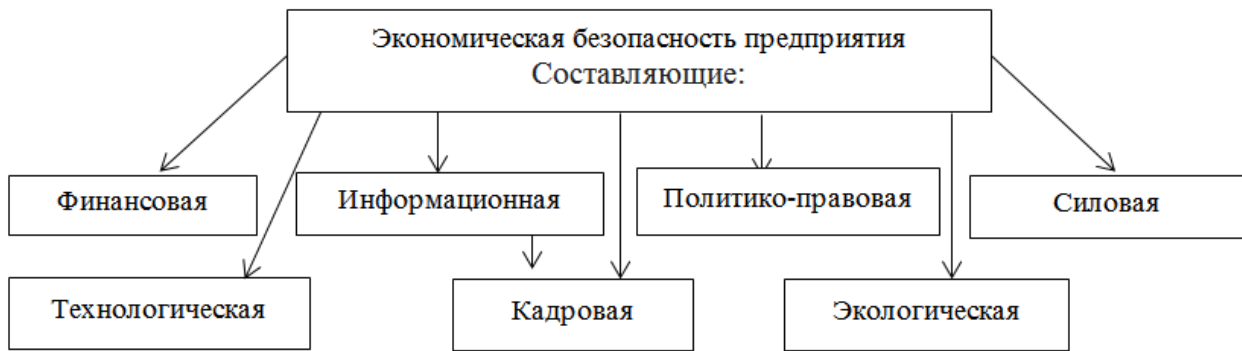 Экономическая безопасность предприятия
Составляющие:
Финансовая
Информационная
Политико-правовая
Силовая
Технологическая
Кадровая
Экологическая